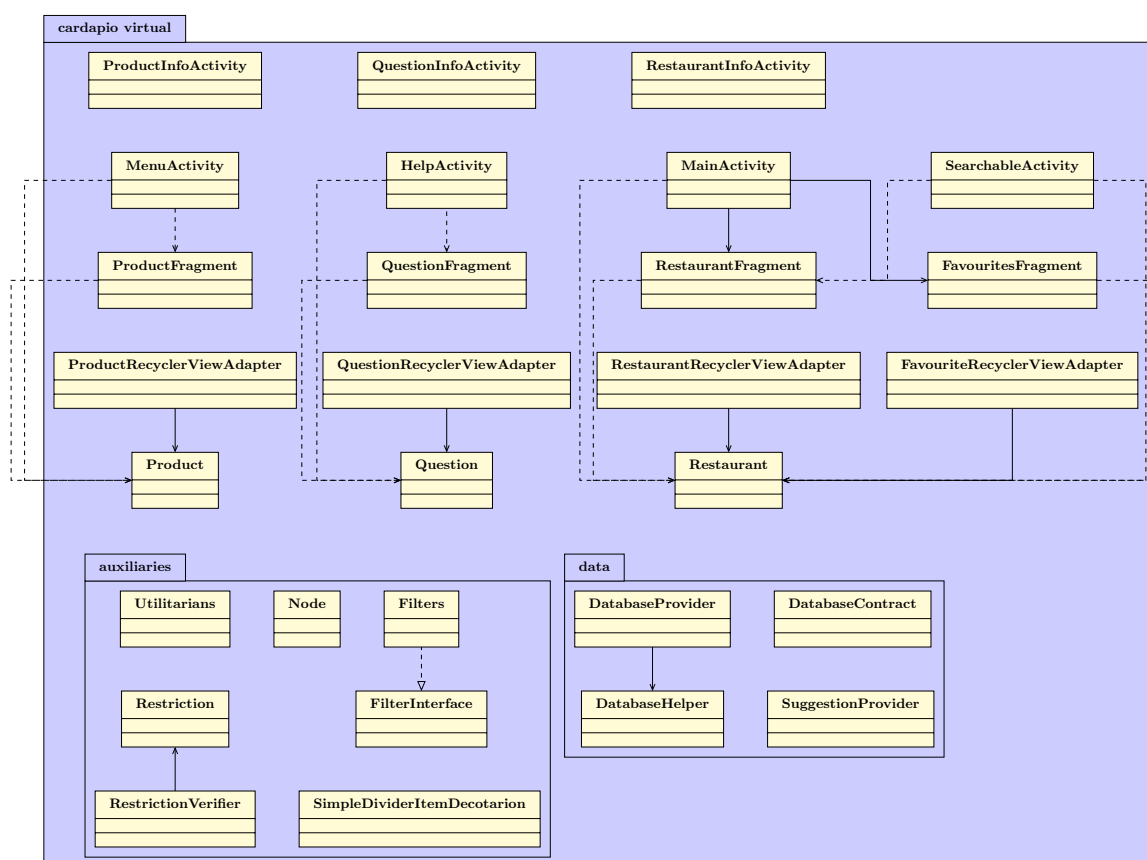 cardapio virtual
ProductInfoActivity
QuestionInfoActivity
RestaurantInfoActivity
MenuActivity
HelpActivity
MainActivity
SearchableActivity
ProductFragment
QuestionFragment
RestaurantFragment
FavouritesFragment
ProductRecyclerViewAdapter
QuestionRecyclerViewAdapter
RestaurantRecyclerViewAdapter
FavouriteRecyclerViewAdapter
Product
Question
Restaurant
auxiliaries
Utilitarians
Node
Filters
Restriction
FilterInterface
RestrictionVerifier
SimpleDividerItemDecotarion
data
DatabaseProvider
DatabaseContract
DatabaseHelper
SuggestionProvider